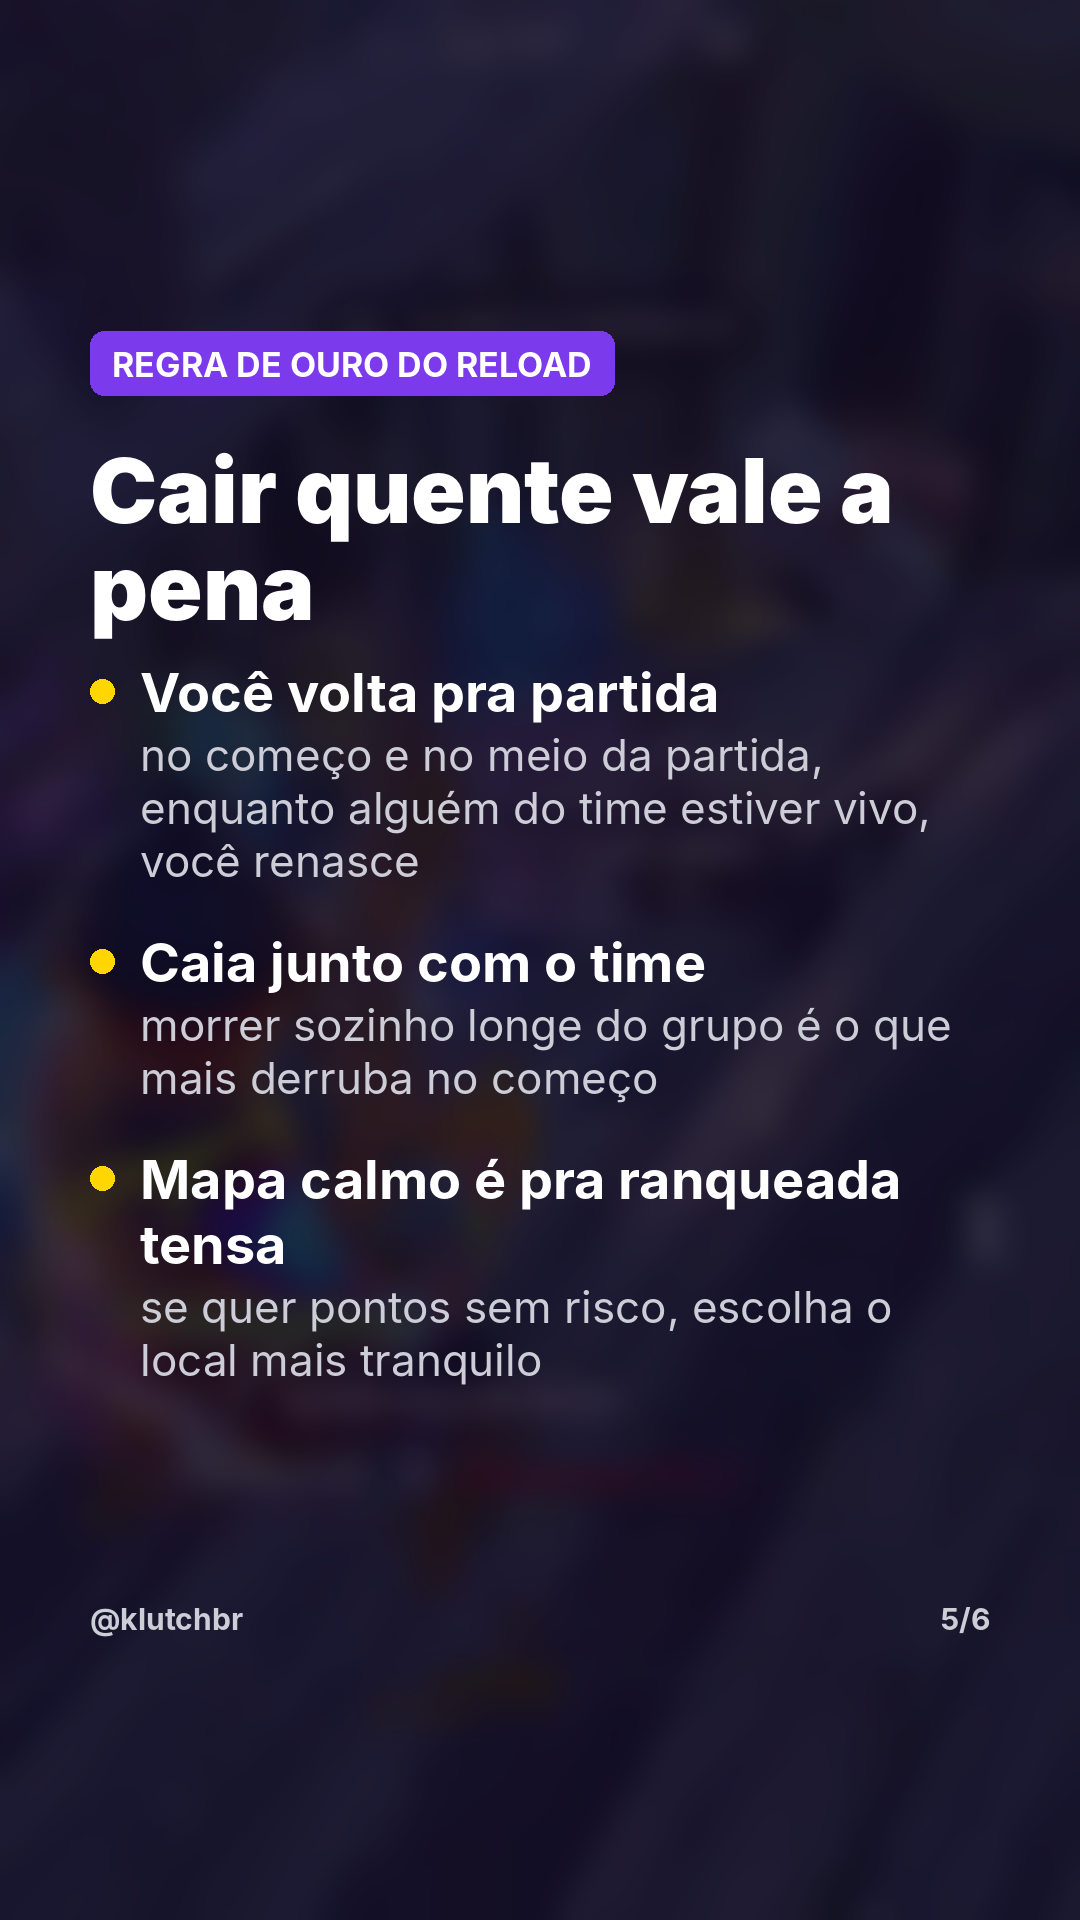 REGRA DE OURO DO RELOAD
Cair quente vale a
pena
Você volta pra partida
no começo e no meio da partida,
enquanto alguém do time estiver vivo,
você renasce
Caia junto com o time
morrer sozinho longe do grupo é o que
mais derruba no começo
Mapa calmo é pra ranqueada
tensa
se quer pontos sem risco, escolha o
local mais tranquilo
@klutchbr
5/6